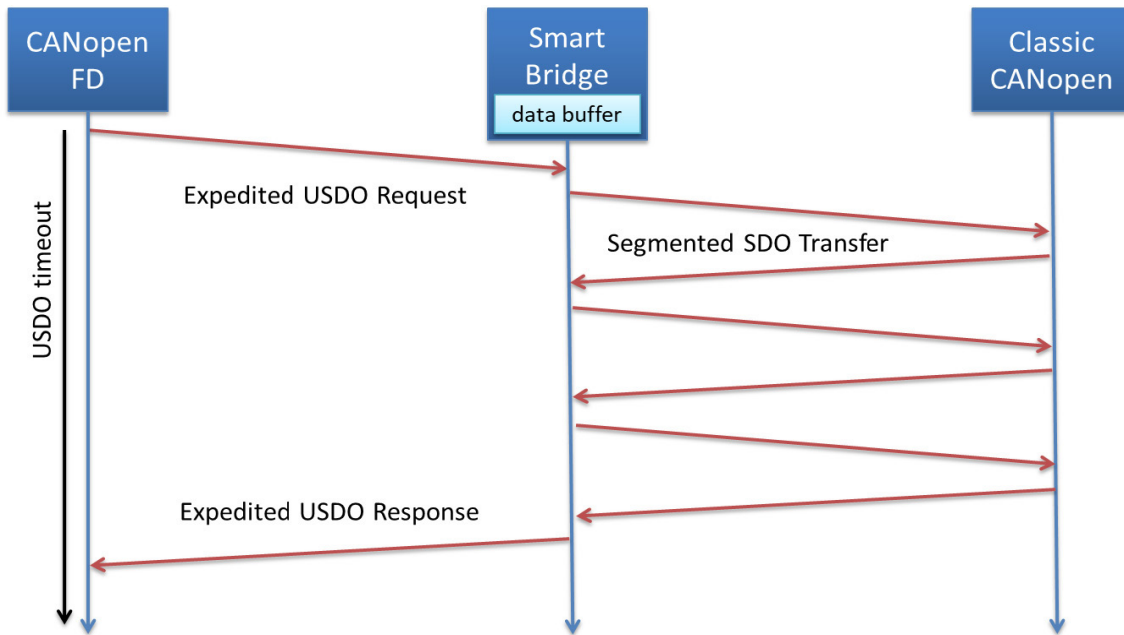 CANopen
FD
Smart
Bridge
data buffer
Classic
CANopen
Expedited USDO Request
Segmented SDO Transfer
USDO timeout
Expedited USDO Response